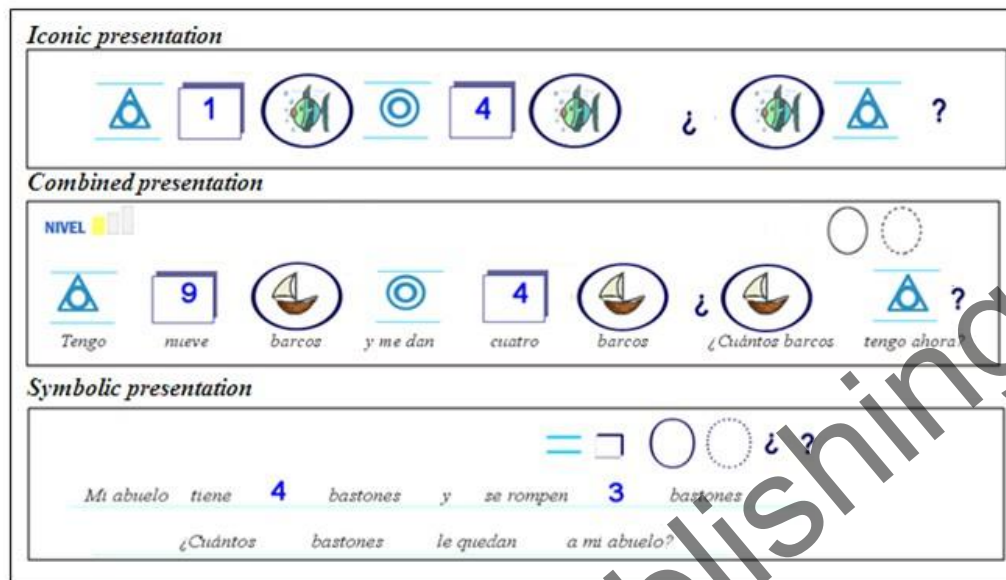 Iconic presentation
1 4 ¿ ?
Combined presentation
NIVEL
9 4 ¿ ?
Tengo nueve barcos y me dan cuatro barcos ¿Cuántos barcos tengo ahora?
Symbolic presentation
¿ ?
Mi abuelo tiene 4 bastones y se rompen 3 bastones
¿Cuántos bastones le quedan a mi abuelo?